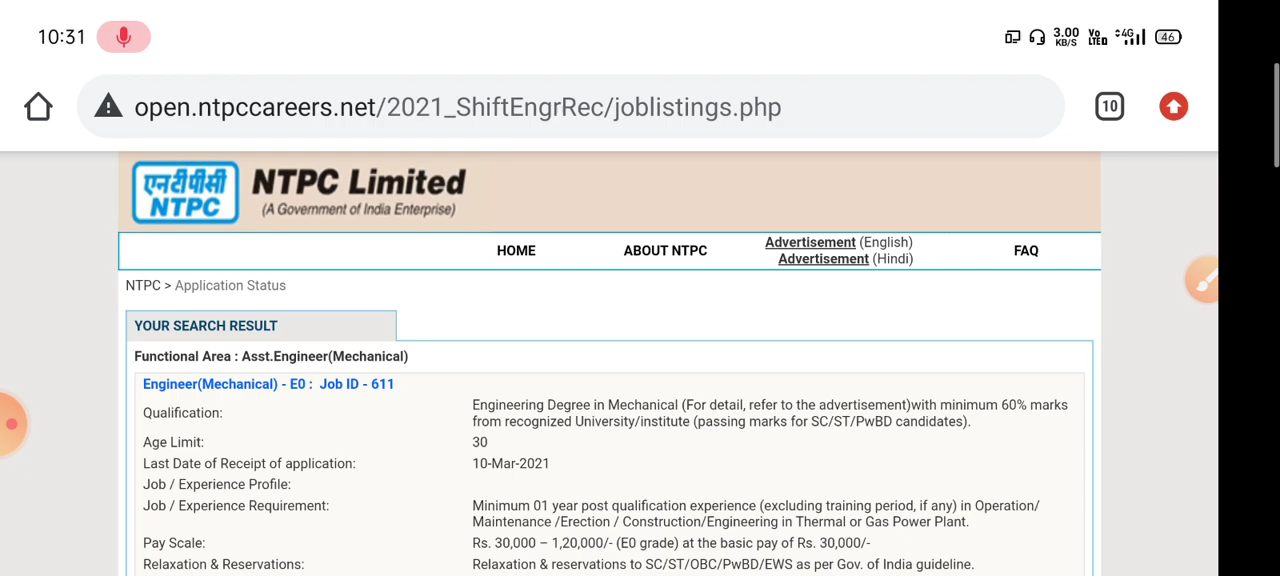 10:31
3.00
KB/S
Vo
LTE
4G
46
open.ntpccareers.net/2021_ShiftEngrRec/joblistings.php
10
एनटीपीसी
NTPC
NTPC Limited
(A Government of India Enterprise)
HOME ABOUT NTPC Advertisement (English) FAQ
Advertisement (Hindi)
NTPC > Application Status
YOUR SEARCH RESULT
Functional Area : Asst.Engineer(Mechanical)
Engineer(Mechanical) - E0 : Job ID - 611
Qualification: Engineering Degree in Mechanical (For detail, refer to the advertisement)with minimum 60% marks
from recognized University/institute (passing marks for SC/ST/PwBD candidates).
Age Limit: 30
Last Date of Receipt of application: 10-Mar-2021
Job / Experience Profile:
Job / Experience Requirement: Minimum 01 year post qualification experience (excluding training period, if any) in Operation/
Maintenance /Erection / Construction/Engineering in Thermal or Gas Power Plant.
Pay Scale: Rs. 30,000 – 1,20,000/- (E0 grade) at the basic pay of Rs. 30,000/-
Relaxation & Reservations: Relaxation & reservations to SC/ST/OBC/PwBD/EWS as per Gov. of India guideline.